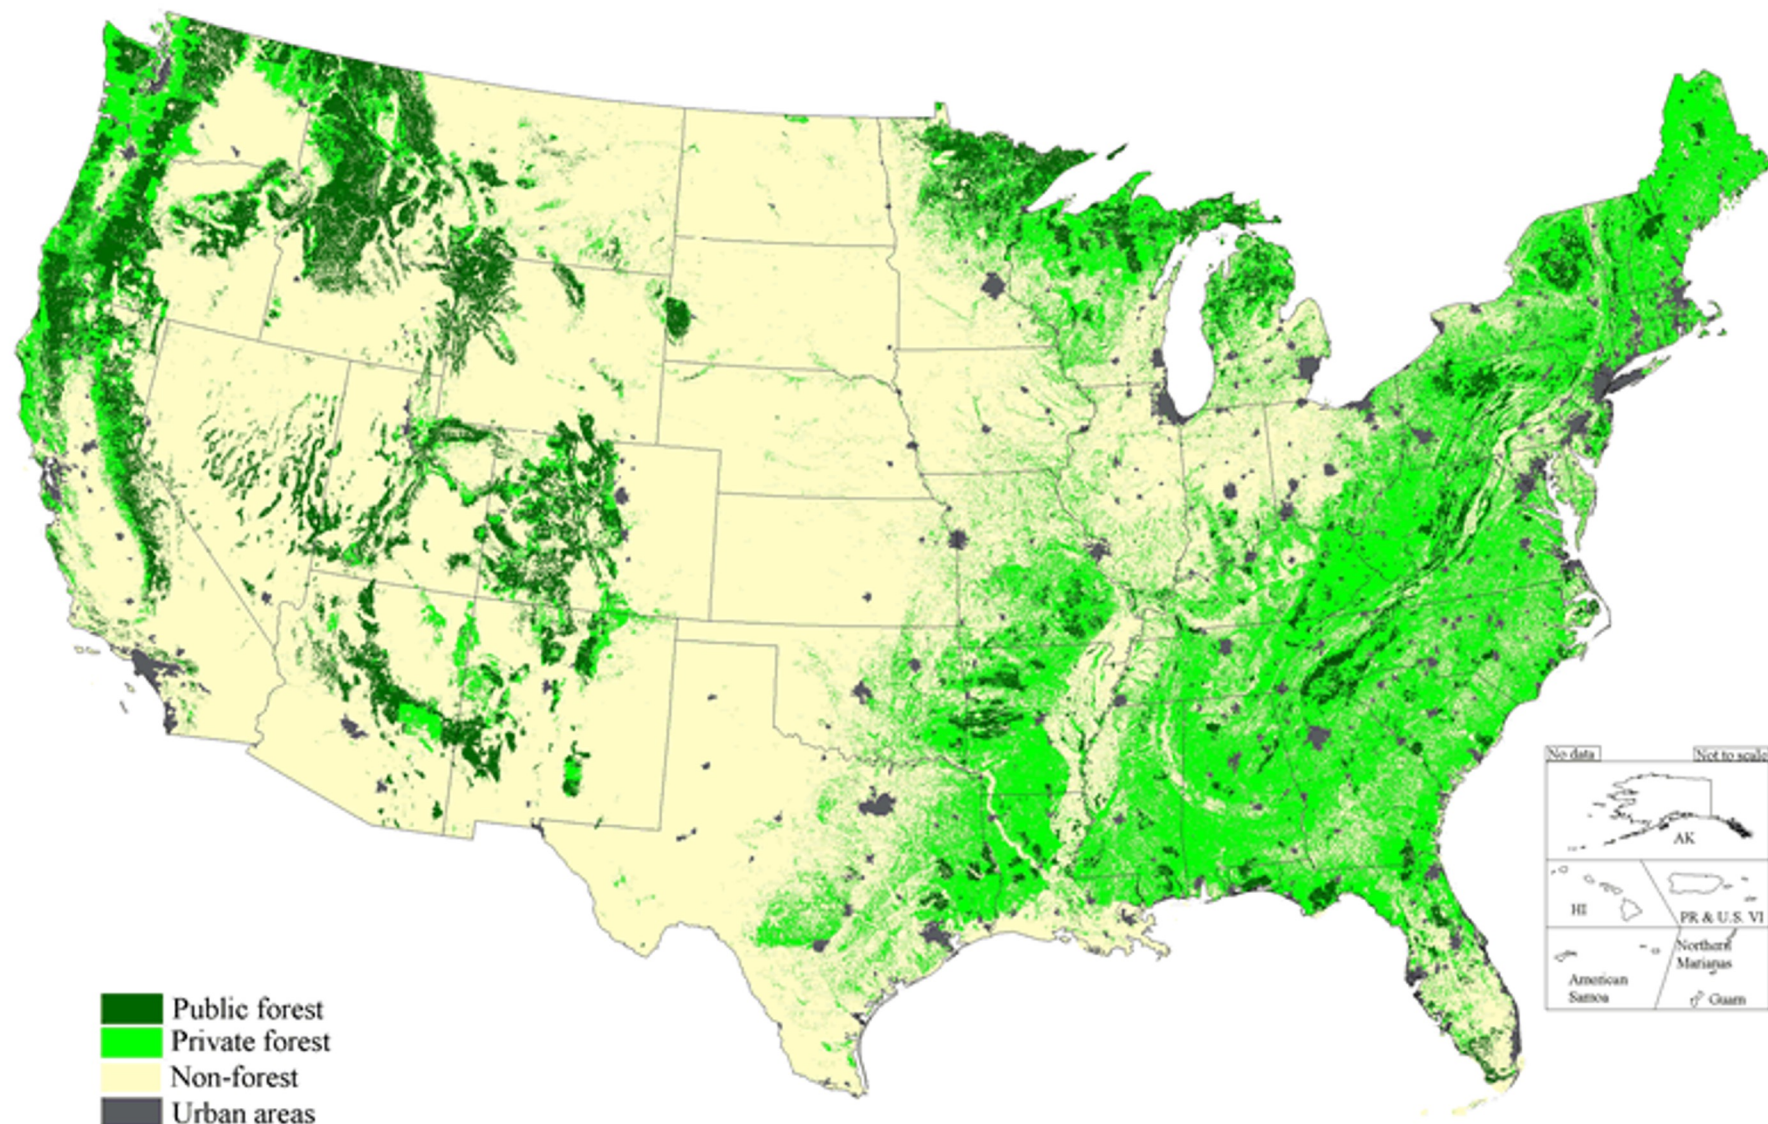 No data
Not to scale
AK
HI
PR & U.S. VI
Northern
Marianas
American
Samoa
Guam
Public forest
Private forest
Non-forest
Urban areas